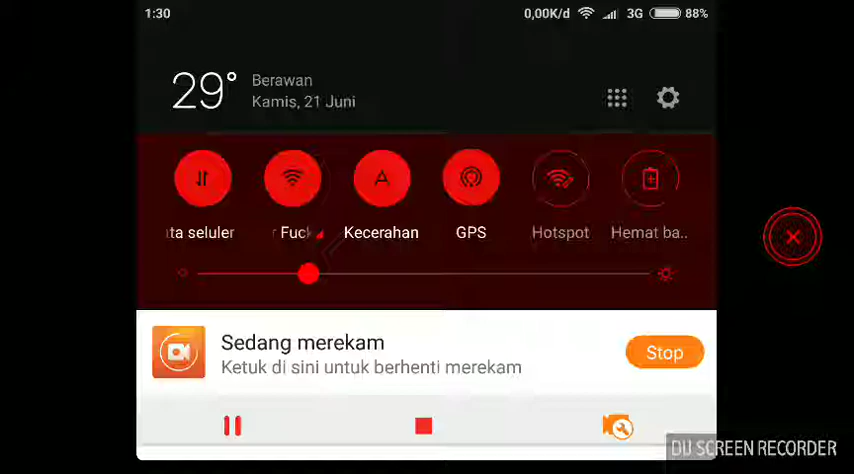 1:30
0,00K/d 3G 88%
29° Berawan
Kamis, 21 Juni
ta seluler
Kecerahan GPS Hotspot Hemat ba..
Sedang merekam
Ketuk di sini untuk berhenti merekam
Stop
DU SCREEN RECORDER